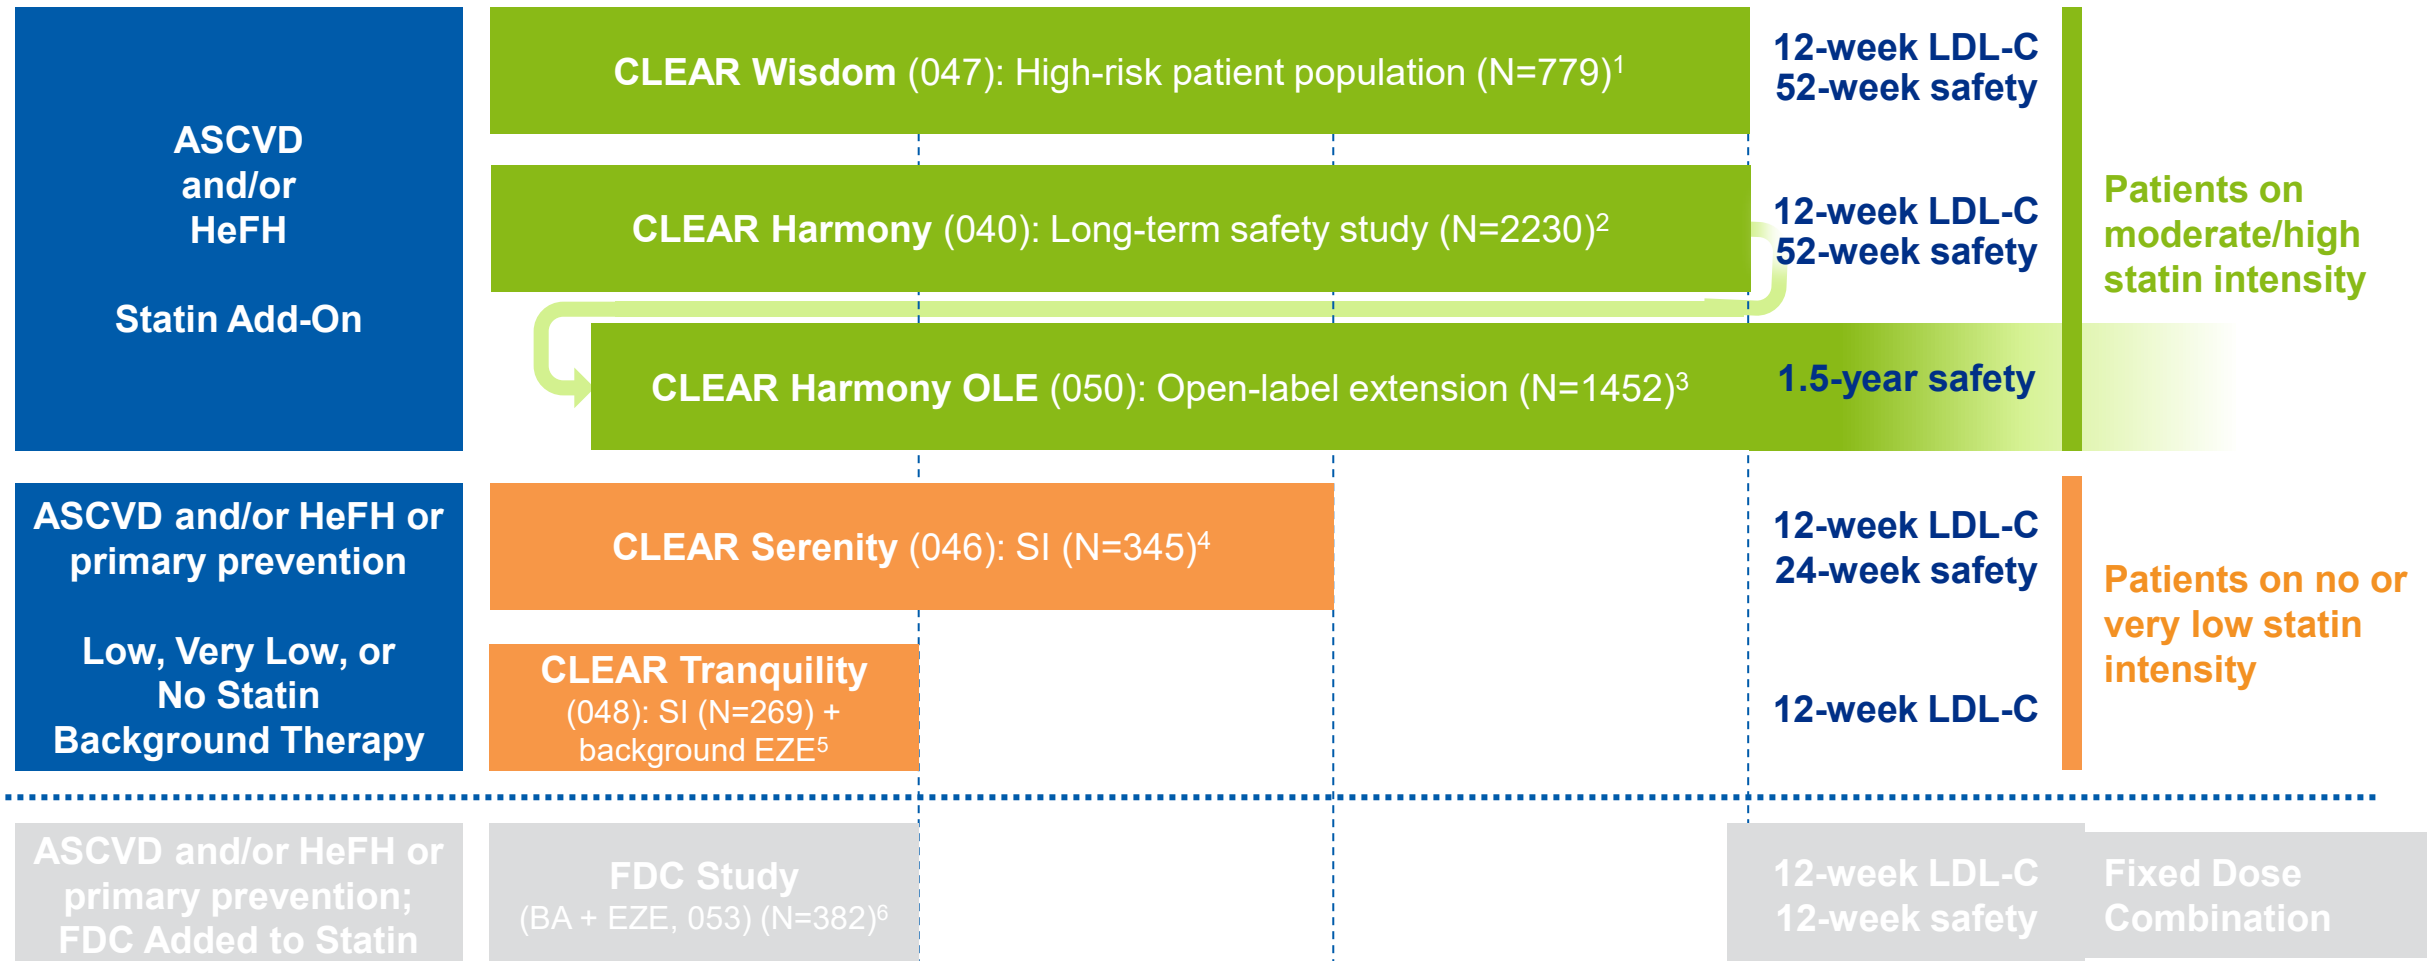 ASCVD
and/or
HeFH
Statin Add-On
CLEAR Wisdom (047): High-risk patient population (N=779)¹
12-week LDL-C
52-week safety
CLEAR Harmony (040): Long-term safety study (N=2230)²
12-week LDL-C
52-week safety
CLEAR Harmony OLE (050): Open-label extension (N=1452)³
1.5-year safety
Patients on
moderate/high
statin intensity
ASCVD and/or HeFH or
primary prevention
Low, Very Low, or
No Statin
Background Therapy
CLEAR Serenity (046): SI (N=345)⁴
12-week LDL-C
24-week safety
CLEAR Tranquility
(048): SI (N=269) +
background EZE⁵
12-week LDL-C
Patients on no or
very low statin
intensity
ASCVD and/or HeFH or
primary prevention;
FDC Added to Statin
FDC Study
(BA + EZE, 053) (N=382)⁶
12-week LDL-C
12-week safety
Fixed Dose
Combination